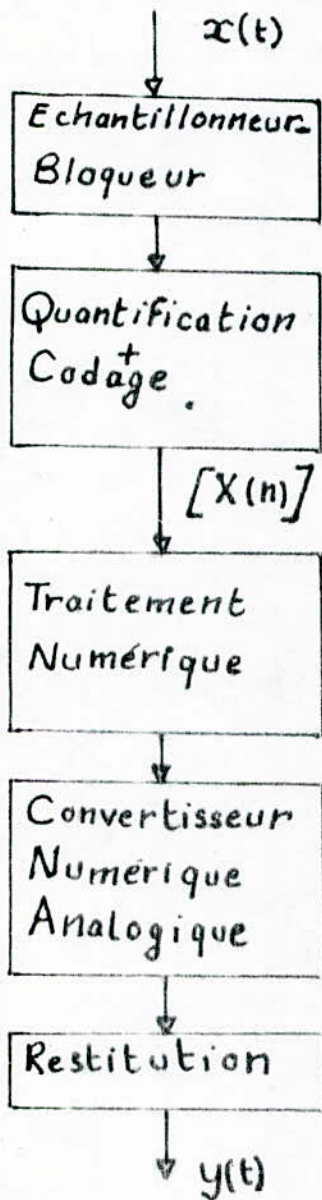 x(t)
Echantillonneur-
Bloqueur
Quantification
+
Codage .
[X(n)]
Traitement
Numérique
Convertisseur
Numérique
Analogique
Restitution
y(t)